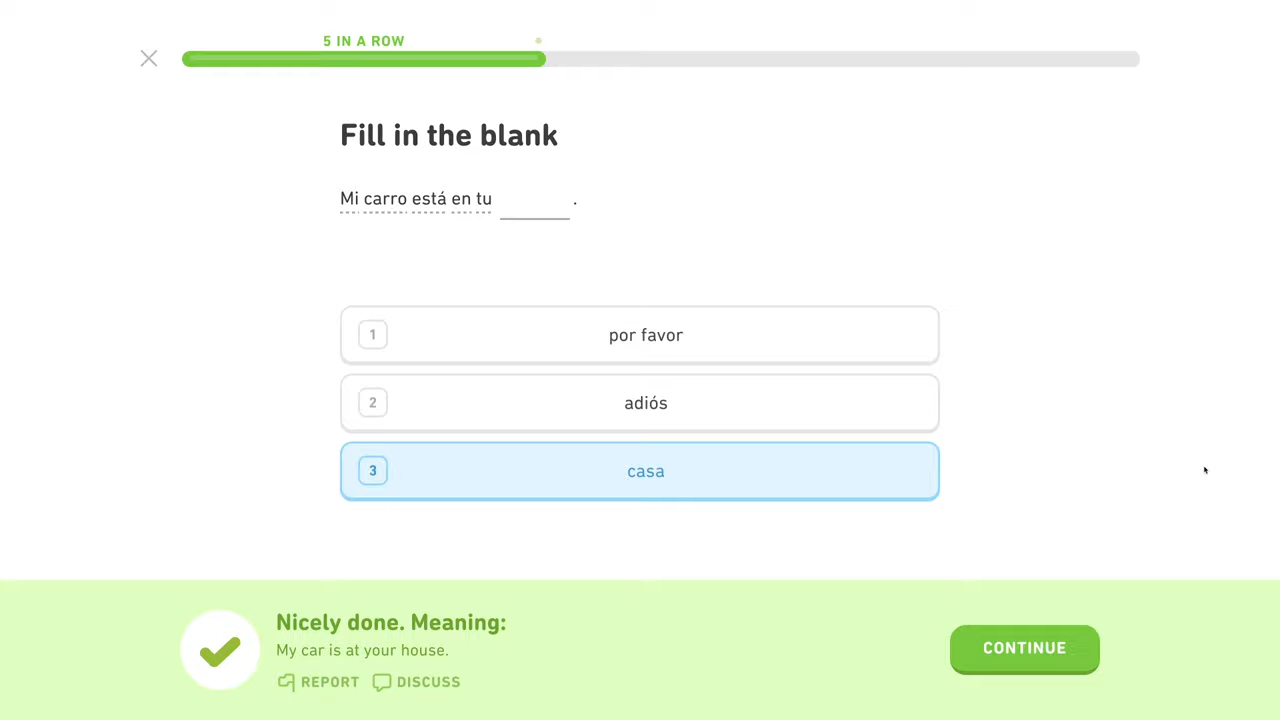 5 IN A ROW
Fill in the blank
Mi carro está en tu ______ .
1 por favor
2 adiós
3 casa
Nicely done. Meaning:
My car is at your house.
REPORT DISCUSS
CONTINUE